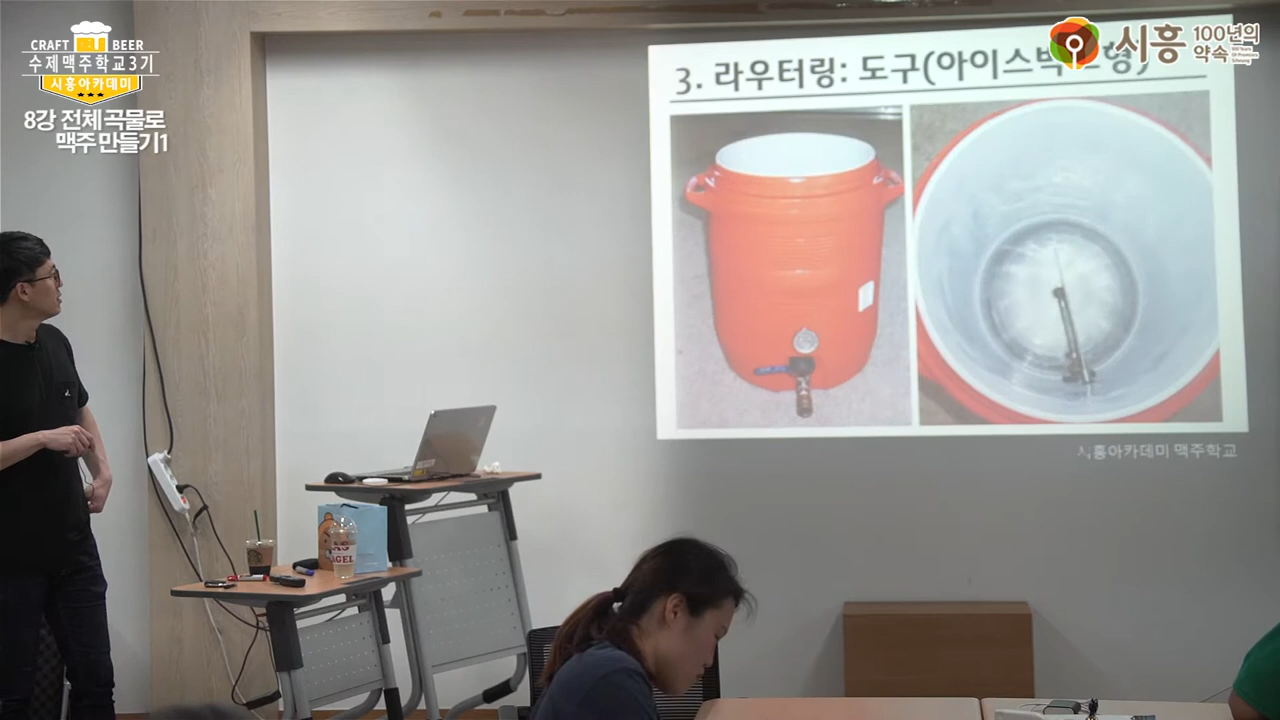 CRAFT BEER
수제맥주학교3기
시흥아카데미
8강 전체곡물로
맥주만들기1
시흥
100년의
약속
3. 라우터링: 도구(아이스박스형)
시흥아카데미 맥주학교